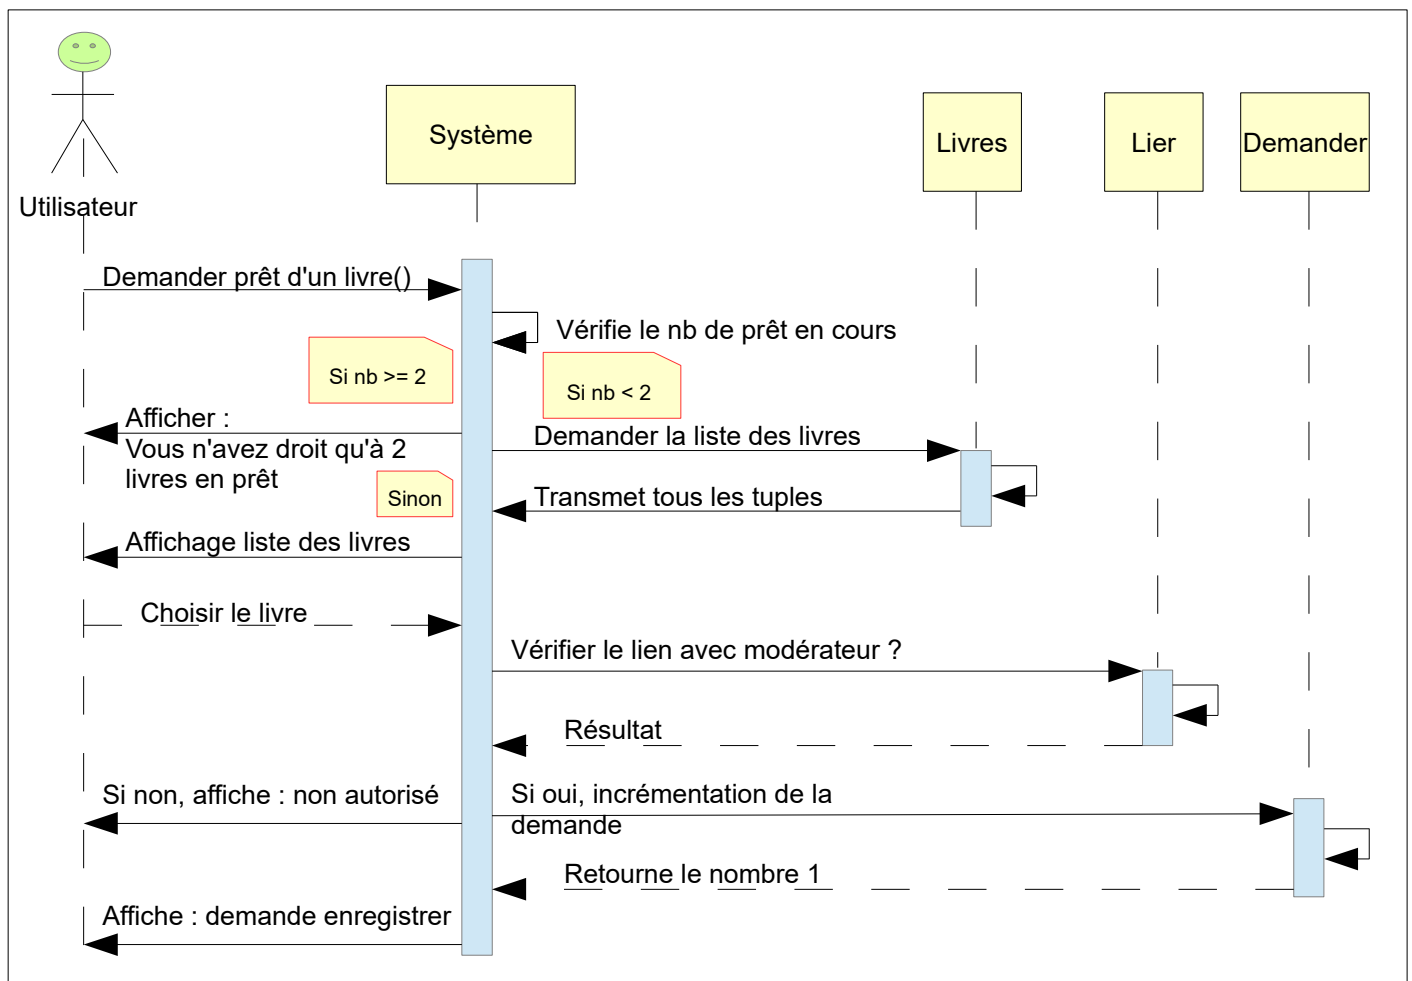 Système
Livres
Lier
Demander
Utilisateur
Demander prêt d'un livre()
Vérifie le nb de prêt en cours
Si nb >= 2
Si nb < 2
Afficher :
Vous n'avez droit qu'à 2
livres en prêt
Demander la liste des livres
Sinon
Transmet tous les tuples
Affichage liste des livres
Choisir le livre
Vérifier le lien avec modérateur ?
Résultat
Si non, affiche : non autorisé
Si oui, incrémentation de la
demande
Retourne le nombre 1
Affiche : demande enregistrer